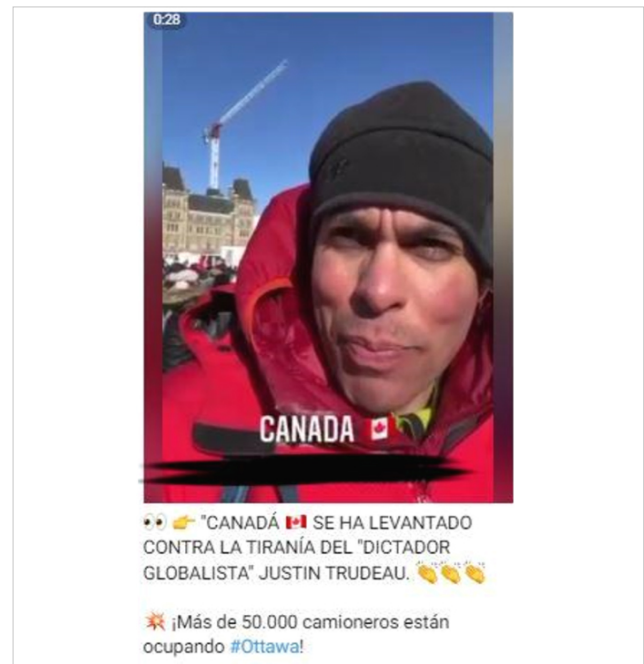 0:28
CANADA 🇨🇦
👀 👉 "CANADÁ 🇨🇦 SE HA LEVANTADO
CONTRA LA TIRANÍA DEL "DICTADOR
GLOBALISTA" JUSTIN TRUDEAU. 👏👏👏
💥 ¡Más de 50.000 camioneros están
ocupando #Ottawa!